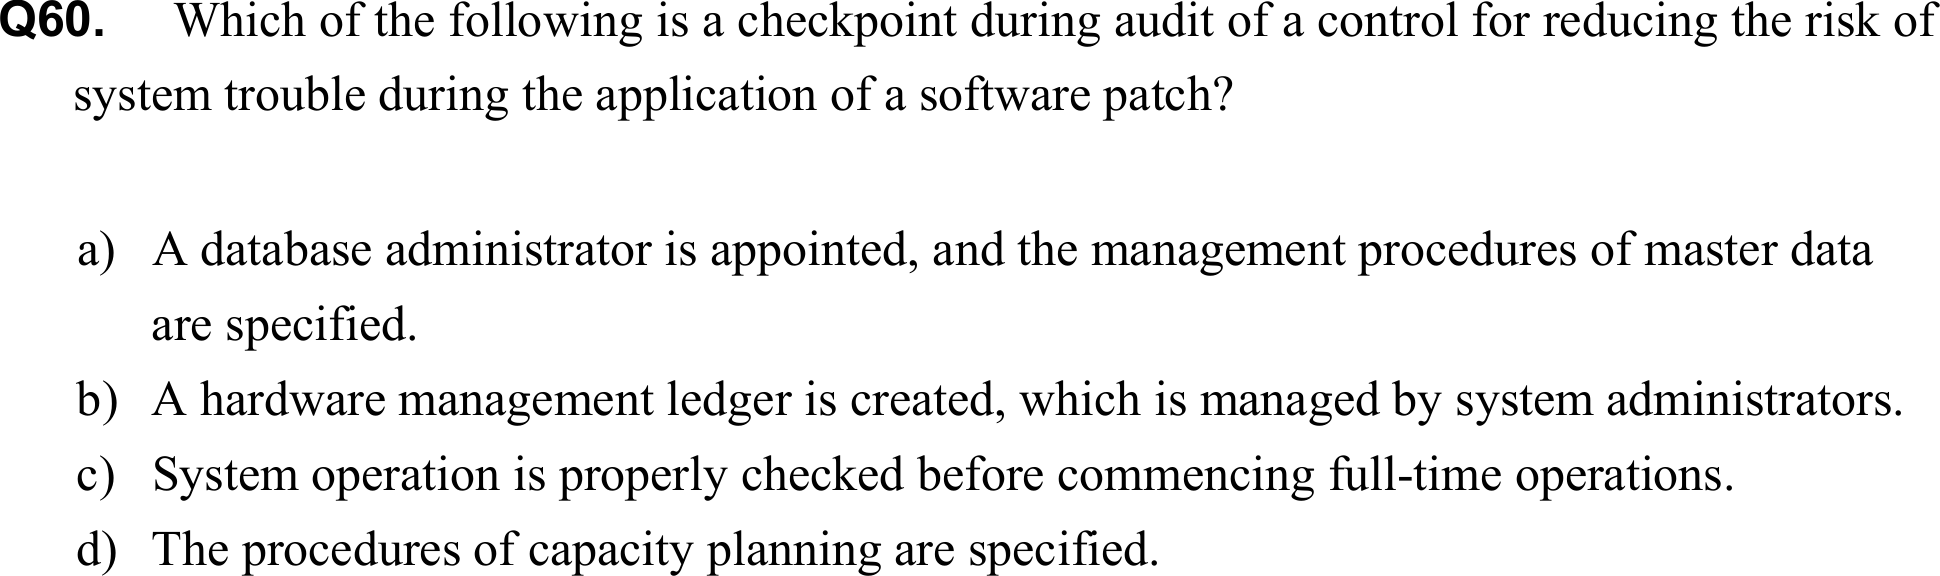 Q60. Which of the following is a checkpoint during audit of a control for reducing the risk of
system trouble during the application of a software patch?
a) A database administrator is appointed, and the management procedures of master data
are specified.
b) A hardware management ledger is created, which is managed by system administrators.
c) System operation is properly checked before commencing full-time operations.
d) The procedures of capacity planning are specified.